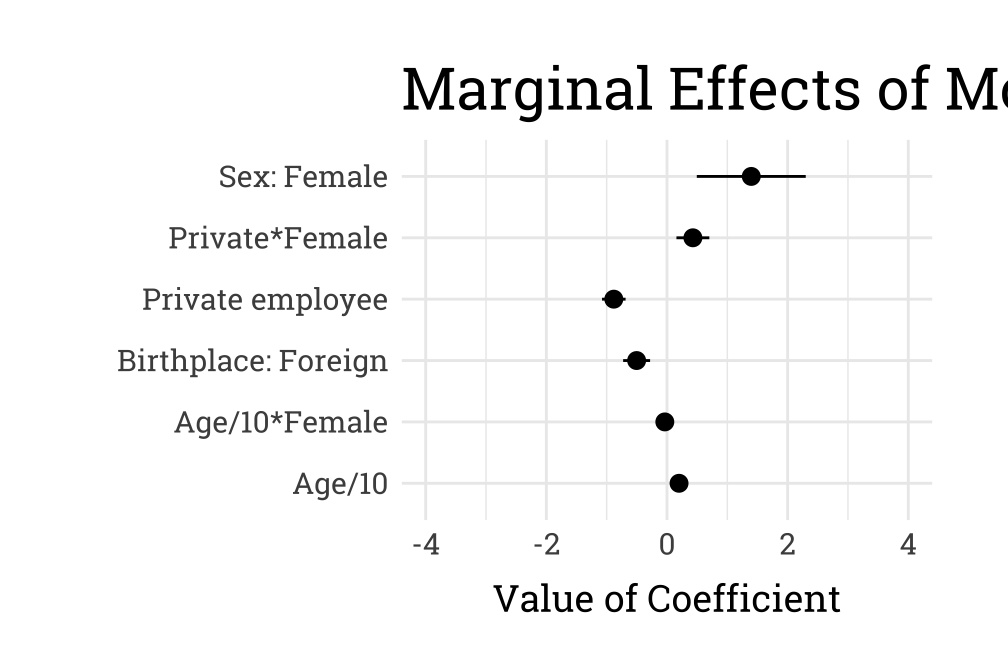 Marginal Effects of
Sex: Female
Private*Female
Private employee
Birthplace: Foreign
Age/10*Female
Age/10
-4 -2 0 2 4
Value of Coefficient